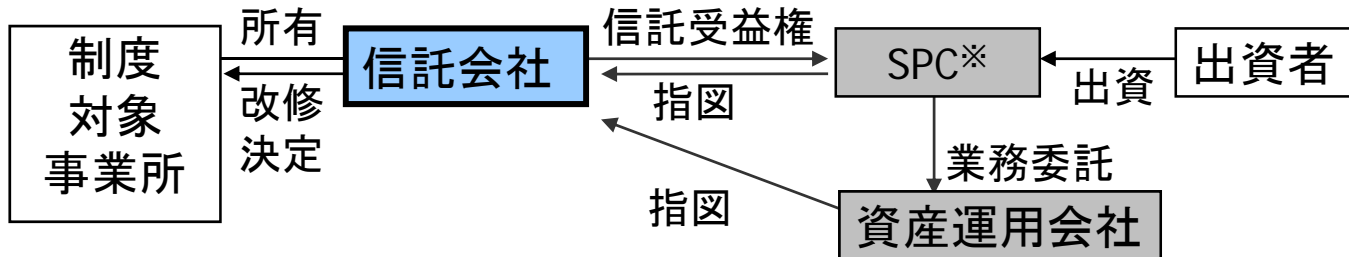 制度
対象
事業所
所有
改修
決定
信託会社
信託受益権
指図
SPC※
出資
出資者
業務委託
指図
資産運用会社